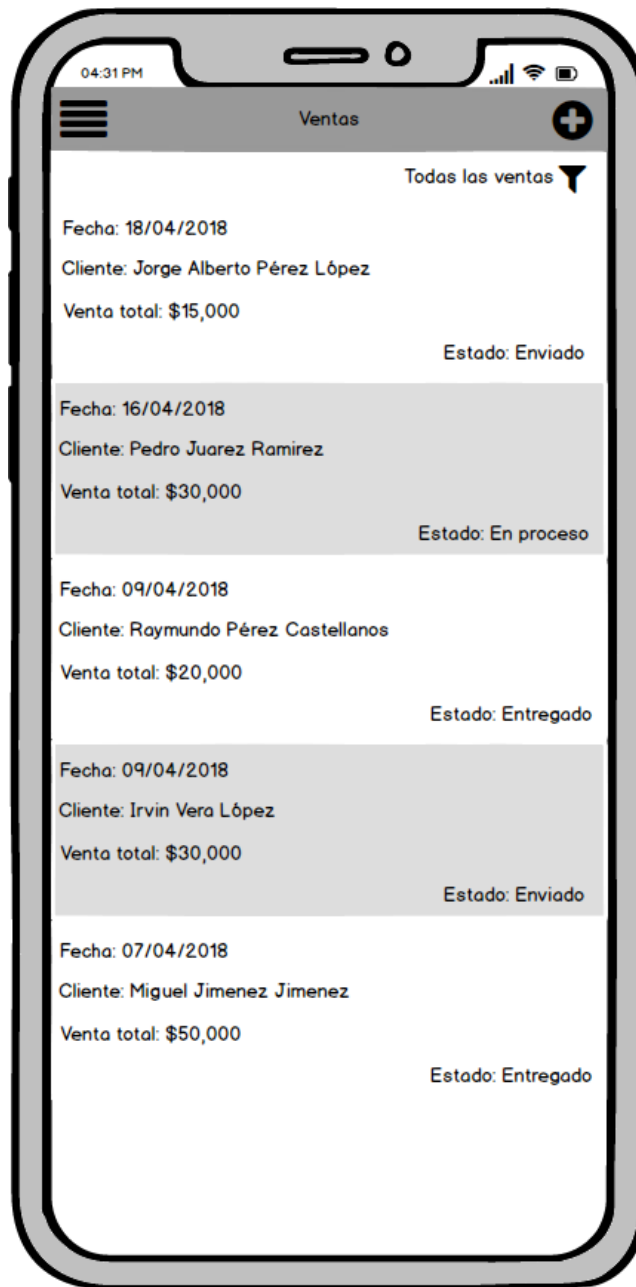 04:31 PM
Ventas
Todas las ventas
Fecha: 18/04/2018
Cliente: Jorge Alberto Pérez López
Venta total: $15,000
Estado: Enviado
Fecha: 16/04/2018
Cliente: Pedro Juarez Ramirez
Venta total: $30,000
Estado: En proceso
Fecha: 09/04/2018
Cliente: Raymundo Pérez Castellanos
Venta total: $20,000
Estado: Entregado
Fecha: 09/04/2018
Cliente: Irvin Vera López
Venta total: $30,000
Estado: Enviado
Fecha: 07/04/2018
Cliente: Miguel Jimenez Jimenez
Venta total: $50,000
Estado: Entregado